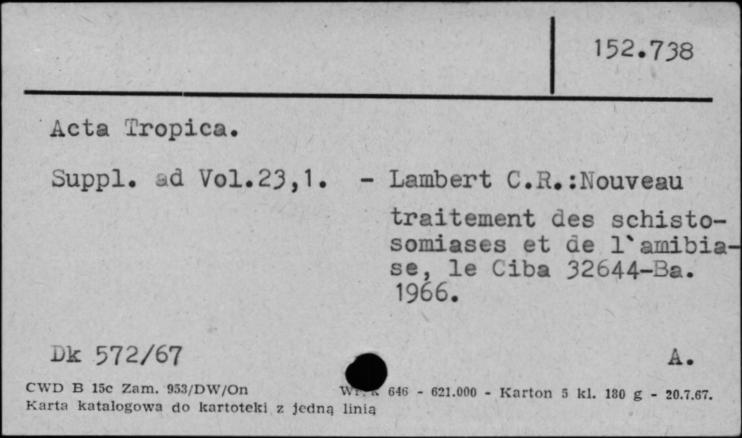 152.738
Acta Tropica.
Suppl. ad Vol.23,1. - Lambert C.R.:Nouveau
traitement des schisto-
somiases et de l`amibia-
se, le Ciba 32644-Ba.
1966.
Dk 572/67 A.
CWD B 15c Zam. 953/DW/On 646 - 621.000 - Karton 5 kl. 180 g - 20.7.67.
Karta katalogowa do kartoteki z jedną linią